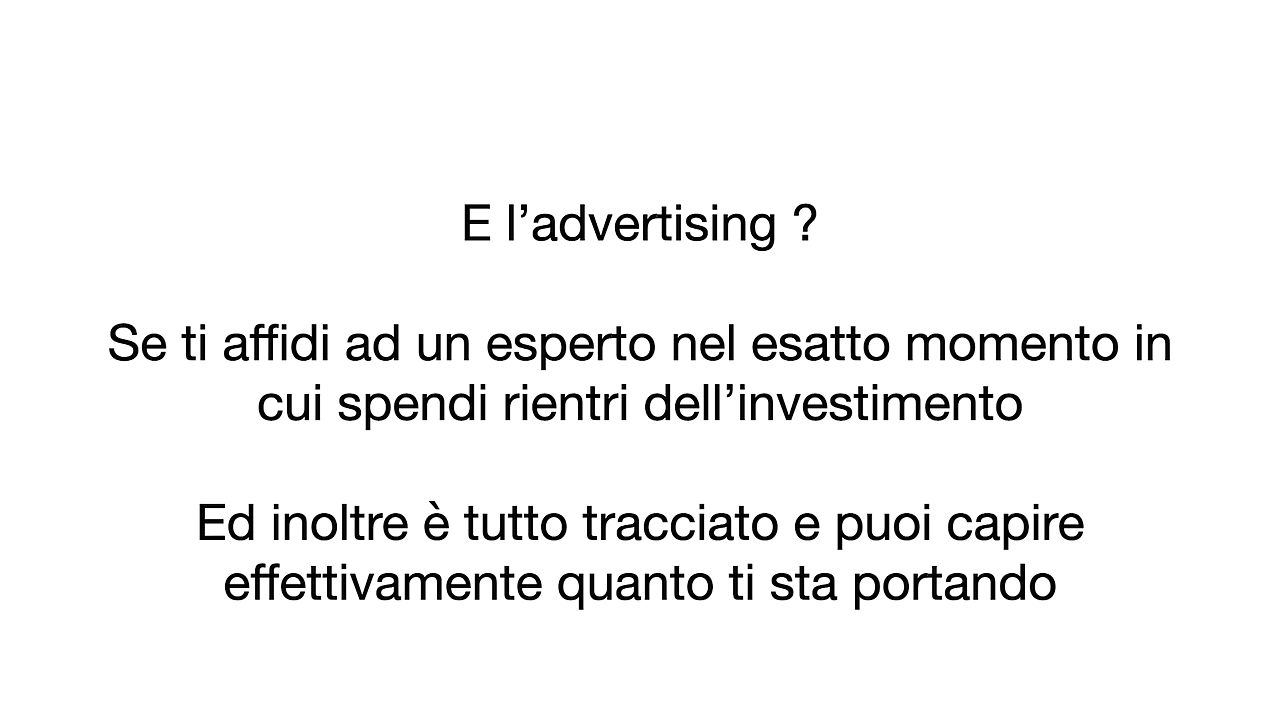 E l’advertising ?
Se ti affidi ad un esperto nel esatto momento in
cui spendi rientri dell’investimento
Ed inoltre è tutto tracciato e puoi capire
effettivamente quanto ti sta portando